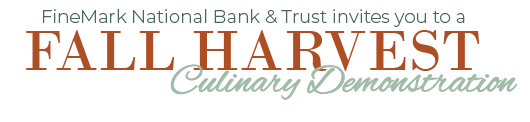 FineMark National Bank & Trust invites you to a
FALL HARVEST
Culinary Demonstration